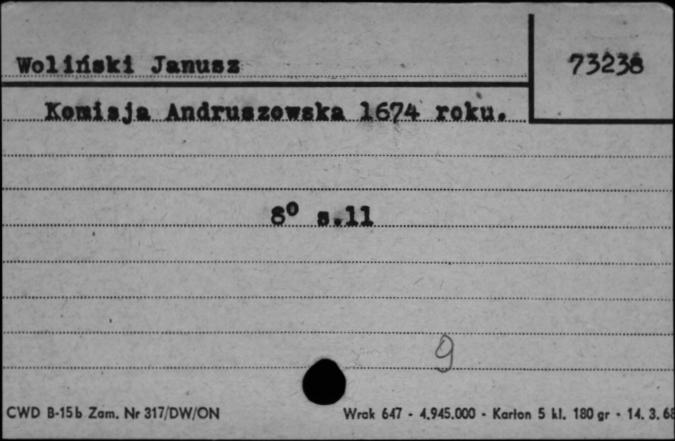 Woliński Janusz
73238
Komisja Andruszowska 1674 roku.
8⁰ s.11
9
CWD B-15b Zam. Nr 317/DW/ON
Wrak 647 - 4.945.000 - Karton 5 kl. 180 gr - 14. 3. 68